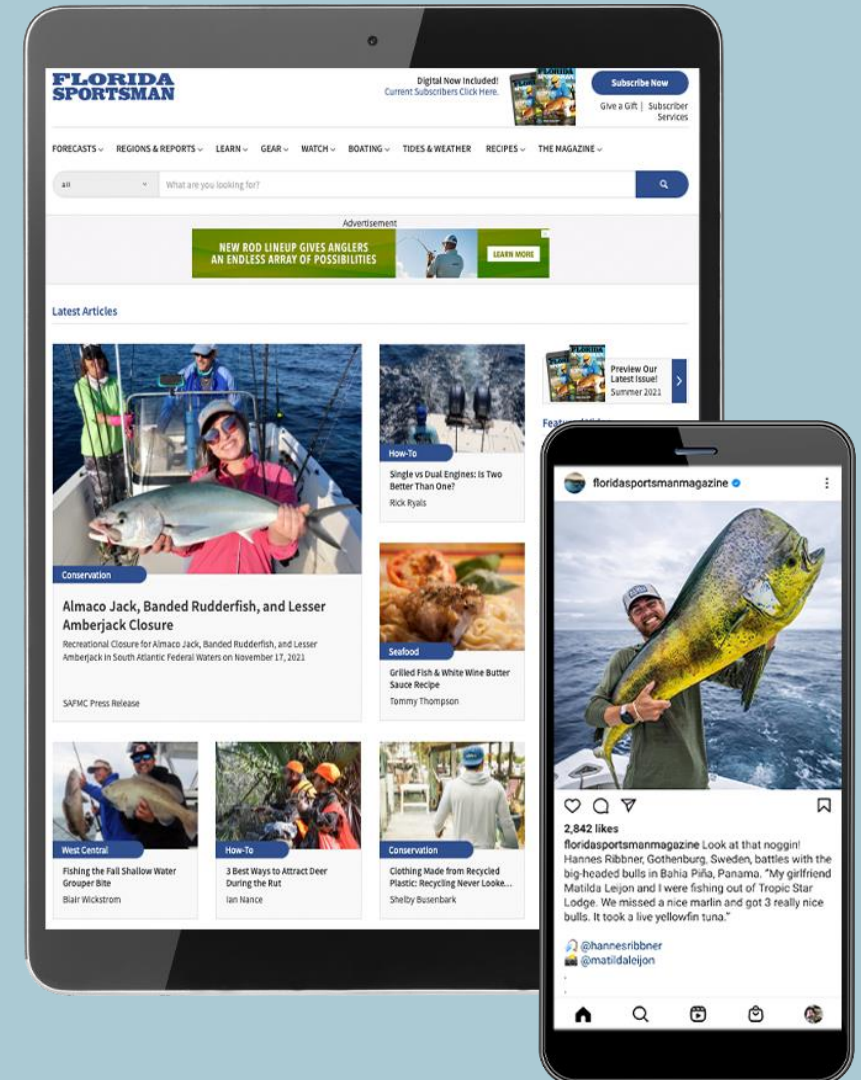 FLORIDA
SPORTSMAN
Digital Now Included!
Current Subscribers Click Here.
FLORIDA
Subscribe Now
Give a Gift | Subscriber
Services
FORECASTS REGIONS & REPORTS LEARN GEAR WATCH BOATING TIDES & WEATHER RECIPES THE MAGAZINE
all
What are you looking for?
Advertisement
NEW ROD LINEUP GIVES ANGLERS
AN ENDLESS ARRAY OF POSSIBILITIES
LEARN MORE
Latest Articles
Conservation
Almaco Jack, Banded Rudderfish, and Lesser
Amberjack Closure
Recreational Closure for Almaco Jack, Banded Rudderfish, and Lesser
Amberjack in South Atlantic Federal Waters on November 17, 2021
SAFMC Press Release
How-To
Single vs Dual Engines: Is Two
Better Than One?
Rick Ryals
Seafood
Grilled Fish & White Wine Butter
Sauce Recipe
Tommy Thompson
FLORIDA
Preview Our
Latest Issue!
Summer 2021
West Central
Fishing the Fall Shallow Water
Grouper Bite
Blair Wickstrom
How-To
3 Best Ways to Attract Deer
During the Rut
Ian Nance
Conservation
Clothing Made from Recycled
Plastic: Recycling Never Looke...
Shelby Busenbark
floridasportsmanmagazine
2,842 likes
floridasportsmanmagazine Look at that noggin!
Hannes Ribbner, Gothenburg, Sweden, battles with the
big-headed bulls in Bahia Piña, Panama. "My girlfriend
Matilda Leijon and I were fishing out of Tropic Star
Lodge. We missed a nice marlin and got 3 really nice
bulls. It took a live yellowfin tuna."
@hannesribbner
@matildaleijon
.
.